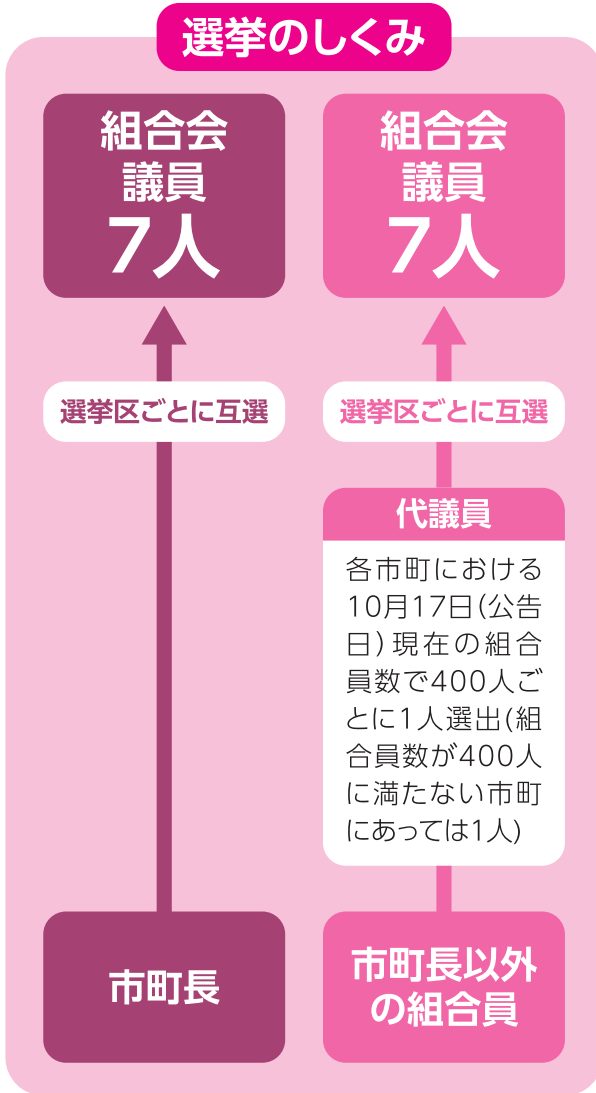 選挙のしくみ
組合会
議員
7人
選挙区ごとに互選
市町長
組合会
議員
7人
選挙区ごとに互選
代議員
各市町における
10月17日(公告
日)現在の組合
員数で400人ご
とに1人選出(組
合員数が400人
に満たない市町
にあっては1人)
市町長以外
の組合員